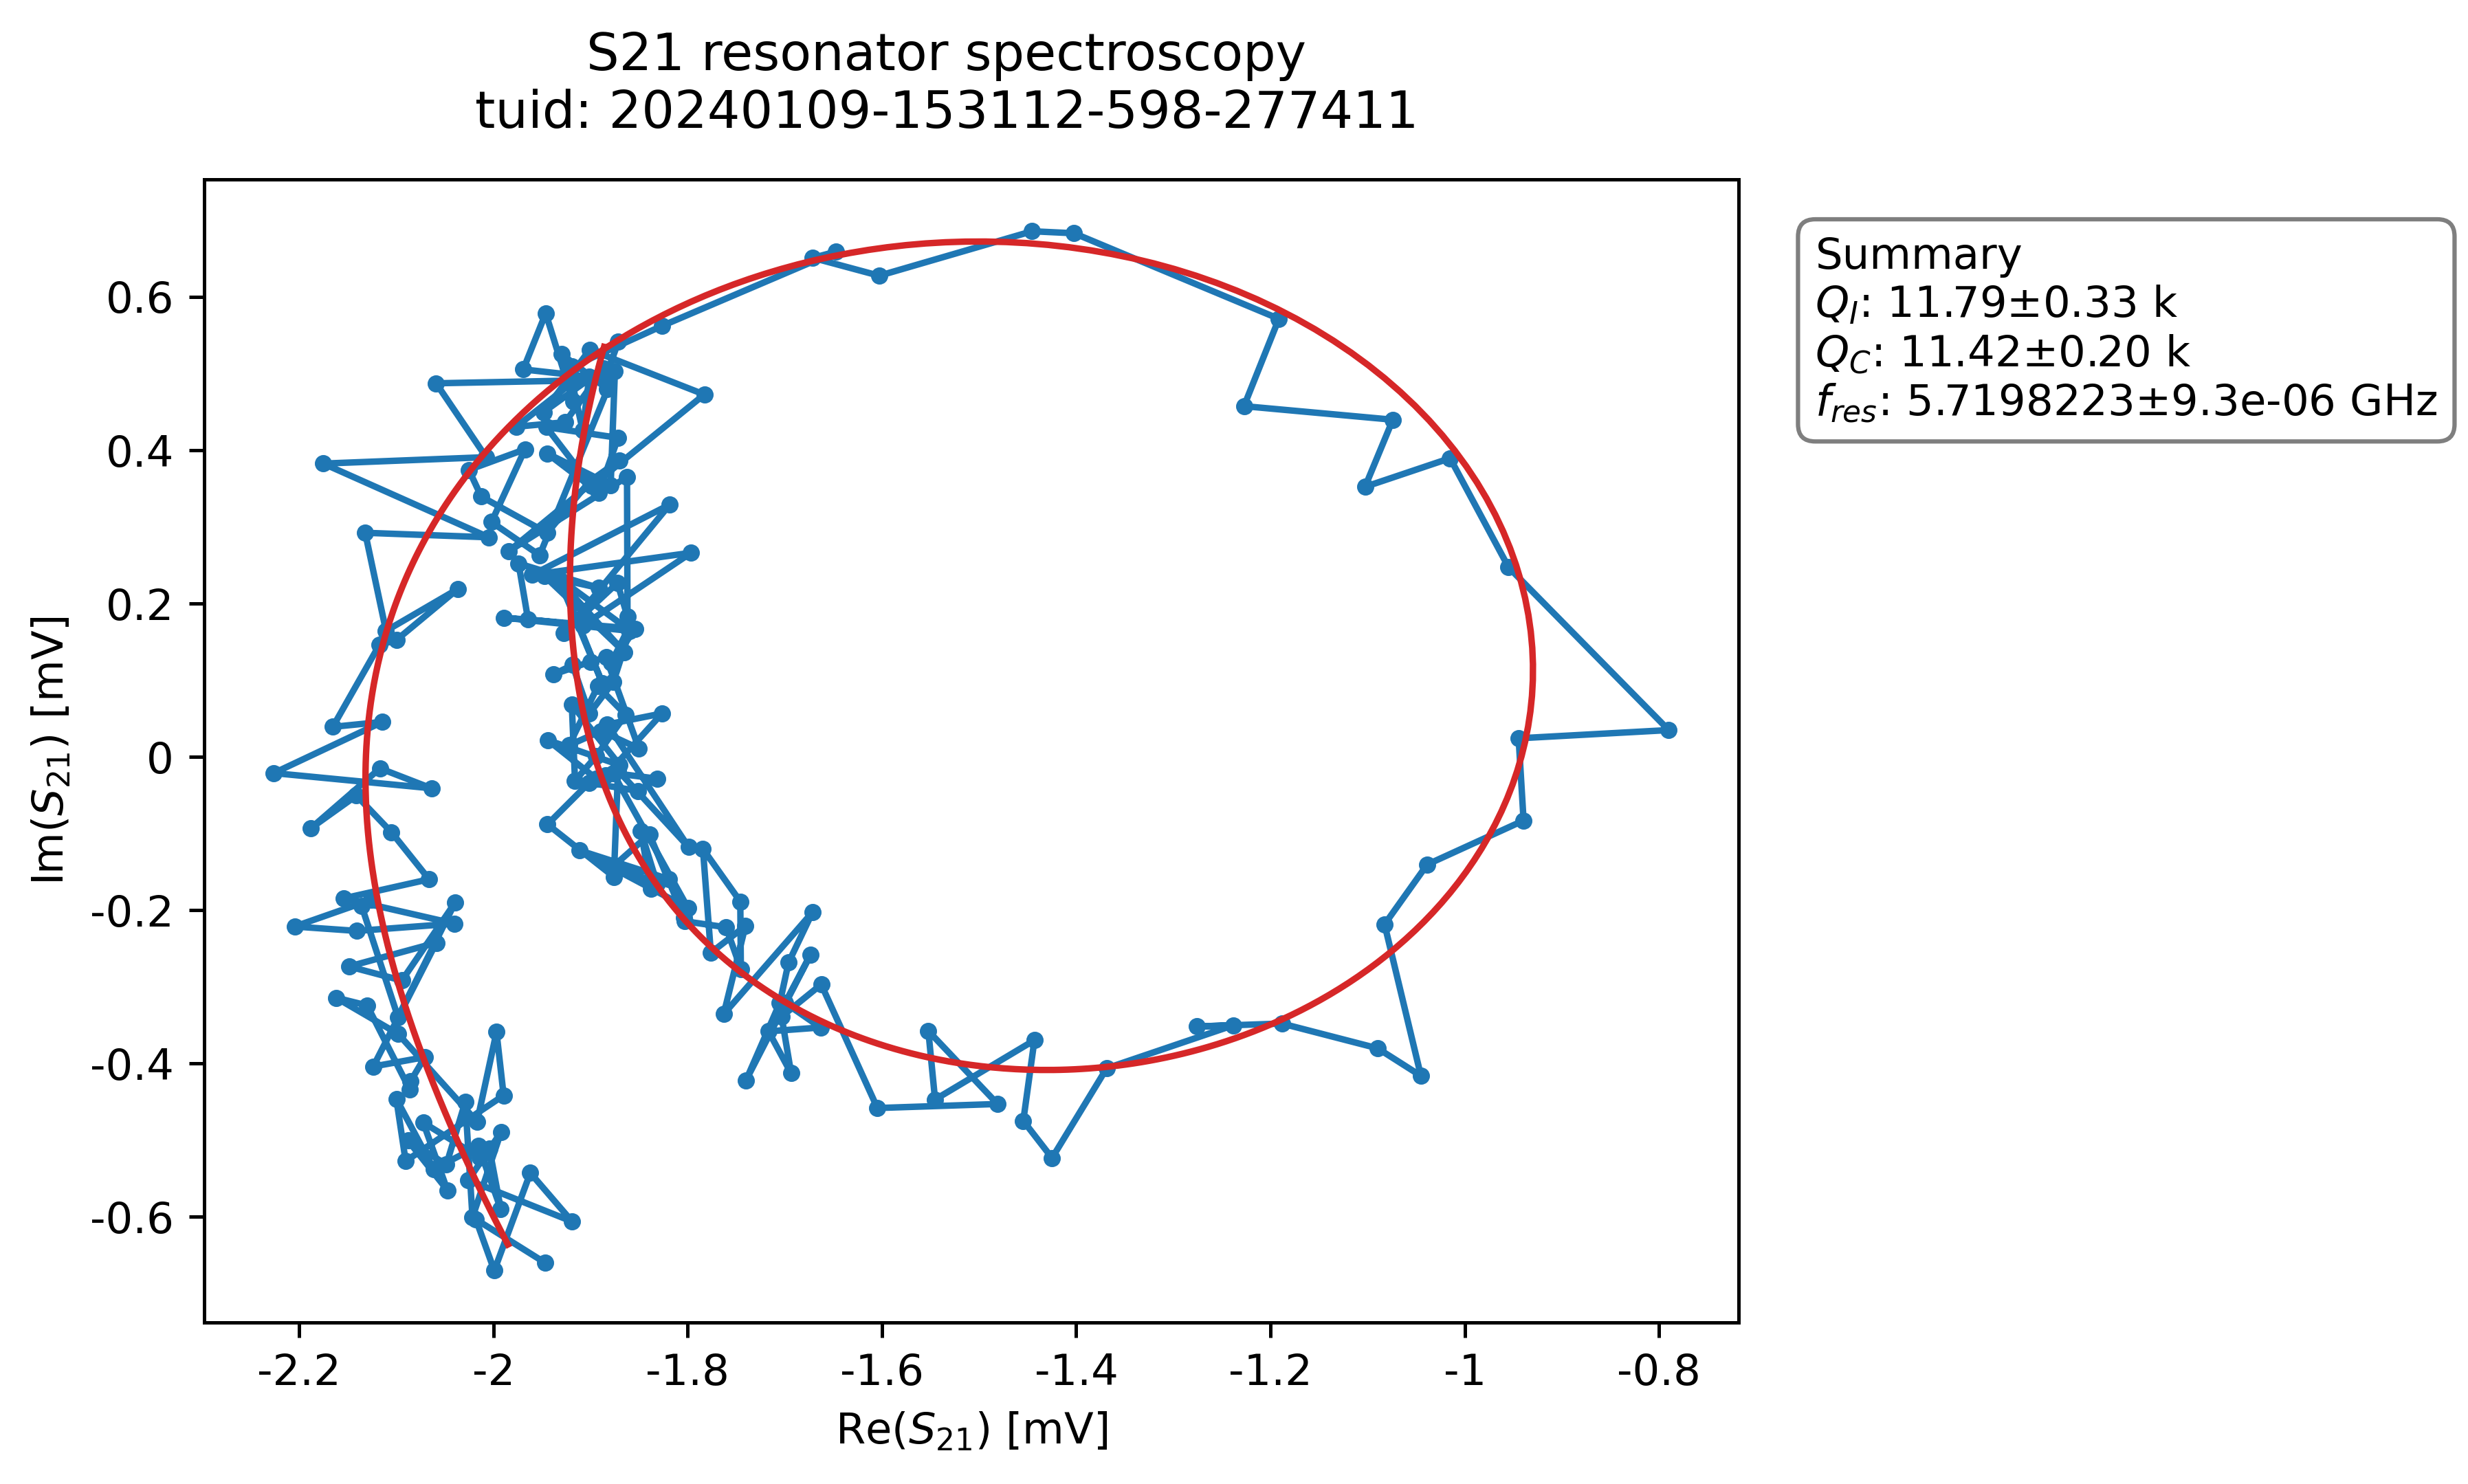 S21 resonator spectroscopy
tuid: 20240109-153112-598-277411
Summary
Q_I: 11.79±0.33 k
Q_C: 11.42±0.20 k
f_res: 5.7198223±9.3e-06 GHz
Im(S_21) [mV]
0.6
0.4
0.2
0
-0.2
-0.4
-0.6
-2.2 -2 -1.8 -1.6 -1.4 -1.2 -1 -0.8
Re(S_21) [mV]